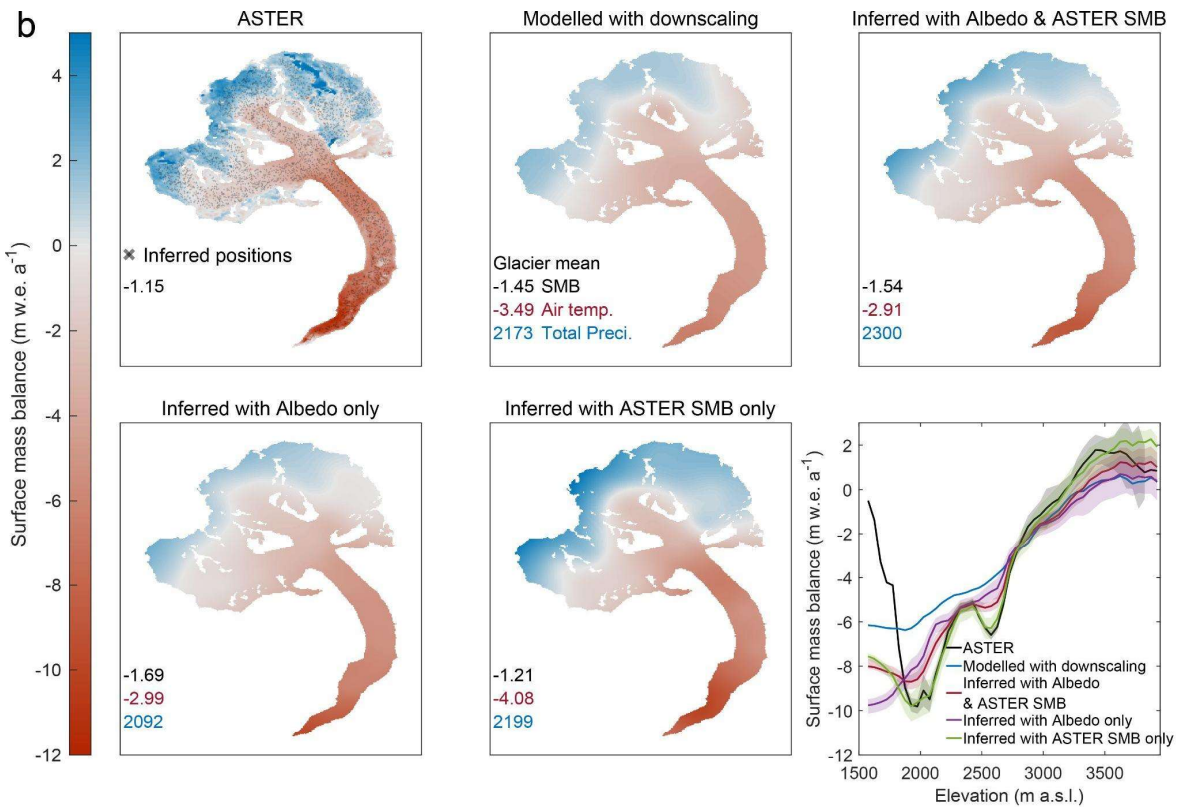 b
ASTER
Modelled with downscaling
Inferred with Albedo & ASTER SMB
Surface mass balance (m w.e. a⁻¹)
4
2
0
-2
-4
-6
-8
-10
-12
× Inferred positions
-1.15
Glacier mean
-1.45 SMB
-3.49 Air temp.
2173 Total Preci.
-1.54
-2.91
2300
Inferred with Albedo only
Inferred with ASTER SMB only
-1.69
-2.99
2092
-1.21
-4.08
2199
Surface mass balance (m w.e. a⁻¹)
2
0
-2
-4
-6
-8
-10
-12
ASTER
Modelled with downscaling
Inferred with Albedo
& ASTER SMB
Inferred with Albedo only
Inferred with ASTER SMB only
1500 2000 2500 3000 3500
Elevation (m a.s.l.)